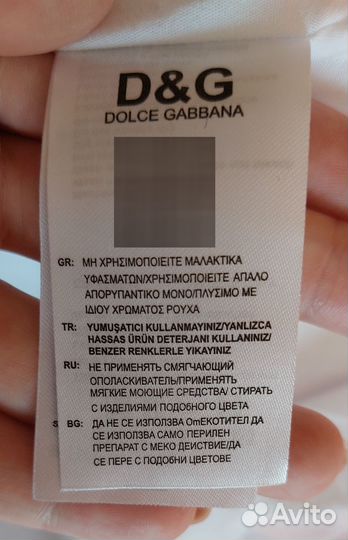 D&G
DOLCE GABBANA
GR: ΜΗ ΧΡΗΣΙΜΟΠΟΙΕΙΤΕ ΜΑΛΑΚΤΙΚΑ
ΥΦΑΣΜΑΤΩΝ/ΧΡΗΣΙΜΟΠΟΙΕΙΤΕ ΑΠΑΛΟ
ΑΠΟΡΥΠΑΝΤΙΚΟ ΜΟΝΟ/ΠΛΥΣΙΜΟ ΜΕ
ΙΔΙΟΥ ΧΡΩΜΑΤΟΣ ΡΟΥΧΑ
TR: YUMUŞATICI KULLANMAYINIZ/YANLIZCA
HASSAS ÜRÜN DETERJANI KULLANINIZ/
BENZER RENKLERLE YIKAYINIZ
RU: НЕ ПРИМЕНЯТЬ СМЯГЧАЮЩИЙ
ОПОЛАСКИВАТЕЛЬ/ПРИМЕНЯТЬ
МЯГКИЕ МОЮЩИЕ СРЕДСТВА/ СТИРАТЬ
С ИЗДЕЛИЯМИ ПОДОБНОГО ЦВЕТА
BG: ДА НЕ СЕ ИЗПОЛЗВА ОmЕКОТИТЕЛ ДА
СЕ ИЗПОЛЗВА САМО ПЕРИЛЕН
ПРЕПАРАТ С МЕКО ДЕЙСТВИЕ/ДА
СЕ ПЕРЕ С ПОДОБНИ ЦВЕТОВЕ
Avito